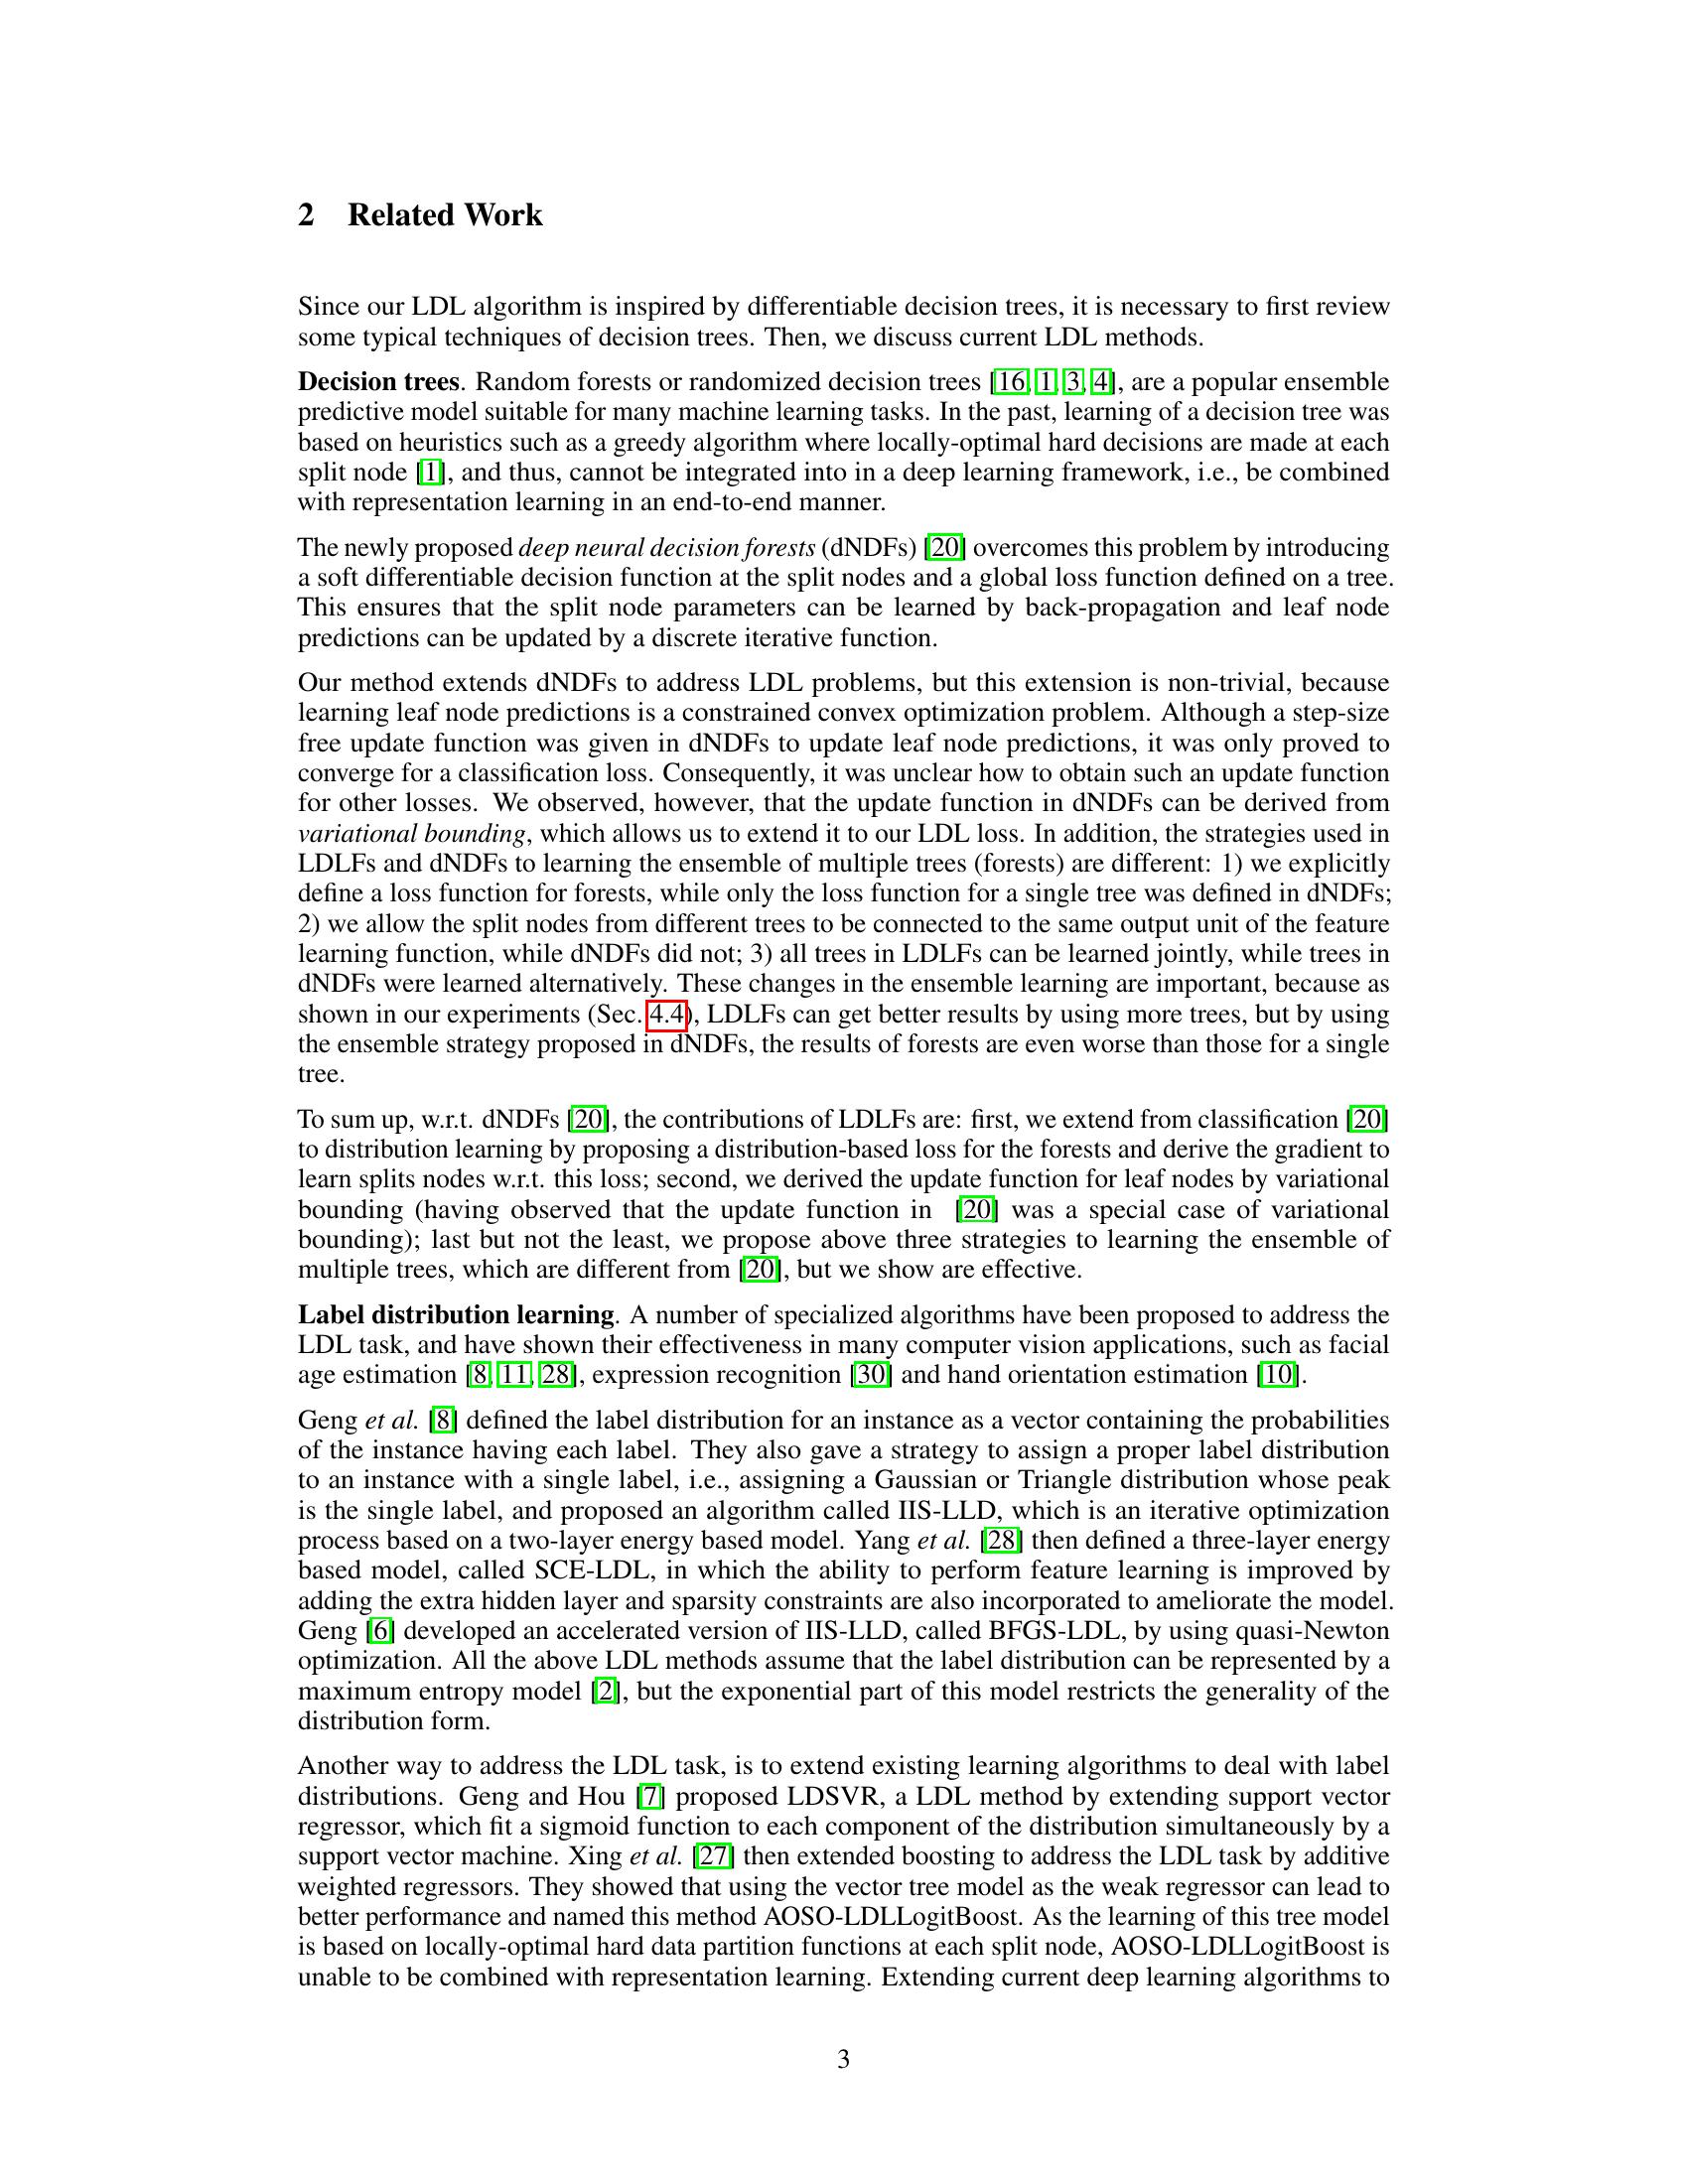 2 Related Work
Since our LDL algorithm is inspired by differentiable decision trees, it is necessary to first review
some typical techniques of decision trees. Then, we discuss current LDL methods.
Decision trees. Random forests or randomized decision trees [16, 1, 3, 4], are a popular ensemble
predictive model suitable for many machine learning tasks. In the past, learning of a decision tree was
based on heuristics such as a greedy algorithm where locally-optimal hard decisions are made at each
split node [1], and thus, cannot be integrated into in a deep learning framework, i.e., be combined
with representation learning in an end-to-end manner.
The newly proposed deep neural decision forests (dNDFs) [20] overcomes this problem by introducing
a soft differentiable decision function at the split nodes and a global loss function defined on a tree.
This ensures that the split node parameters can be learned by back-propagation and leaf node
predictions can be updated by a discrete iterative function.
Our method extends dNDFs to address LDL problems, but this extension is non-trivial, because
learning leaf node predictions is a constrained convex optimization problem. Although a step-size
free update function was given in dNDFs to update leaf node predictions, it was only proved to
converge for a classification loss. Consequently, it was unclear how to obtain such an update function
for other losses. We observed, however, that the update function in dNDFs can be derived from
variational bounding, which allows us to extend it to our LDL loss. In addition, the strategies used in
LDLFs and dNDFs to learning the ensemble of multiple trees (forests) are different: 1) we explicitly
define a loss function for forests, while only the loss function for a single tree was defined in dNDFs;
2) we allow the split nodes from different trees to be connected to the same output unit of the feature
learning function, while dNDFs did not; 3) all trees in LDLFs can be learned jointly, while trees in
dNDFs were learned alternatively. These changes in the ensemble learning are important, because as
shown in our experiments (Sec. 4.4), LDLFs can get better results by using more trees, but by using
the ensemble strategy proposed in dNDFs, the results of forests are even worse than those for a single
tree.
To sum up, w.r.t. dNDFs [20], the contributions of LDLFs are: first, we extend from classification [20]
to distribution learning by proposing a distribution-based loss for the forests and derive the gradient to
learn splits nodes w.r.t. this loss; second, we derived the update function for leaf nodes by variational
bounding (having observed that the update function in [20] was a special case of variational
bounding); last but not the least, we propose above three strategies to learning the ensemble of
multiple trees, which are different from [20], but we show are effective.
Label distribution learning. A number of specialized algorithms have been proposed to address the
LDL task, and have shown their effectiveness in many computer vision applications, such as facial
age estimation [8, 11, 28], expression recognition [30] and hand orientation estimation [10].
Geng et al. [8] defined the label distribution for an instance as a vector containing the probabilities
of the instance having each label. They also gave a strategy to assign a proper label distribution
to an instance with a single label, i.e., assigning a Gaussian or Triangle distribution whose peak
is the single label, and proposed an algorithm called IIS-LLD, which is an iterative optimization
process based on a two-layer energy based model. Yang et al. [28] then defined a three-layer energy
based model, called SCE-LDL, in which the ability to perform feature learning is improved by
adding the extra hidden layer and sparsity constraints are also incorporated to ameliorate the model.
Geng [6] developed an accelerated version of IIS-LLD, called BFGS-LDL, by using quasi-Newton
optimization. All the above LDL methods assume that the label distribution can be represented by a
maximum entropy model [2], but the exponential part of this model restricts the generality of the
distribution form.
Another way to address the LDL task, is to extend existing learning algorithms to deal with label
distributions. Geng and Hou [7] proposed LDSVR, a LDL method by extending support vector
regressor, which fit a sigmoid function to each component of the distribution simultaneously by a
support vector machine. Xing et al. [27] then extended boosting to address the LDL task by additive
weighted regressors. They showed that using the vector tree model as the weak regressor can lead to
better performance and named this method AOSO-LDLLogitBoost. As the learning of this tree model
is based on locally-optimal hard data partition functions at each split node, AOSO-LDLLogitBoost is
unable to be combined with representation learning. Extending current deep learning algorithms to
3